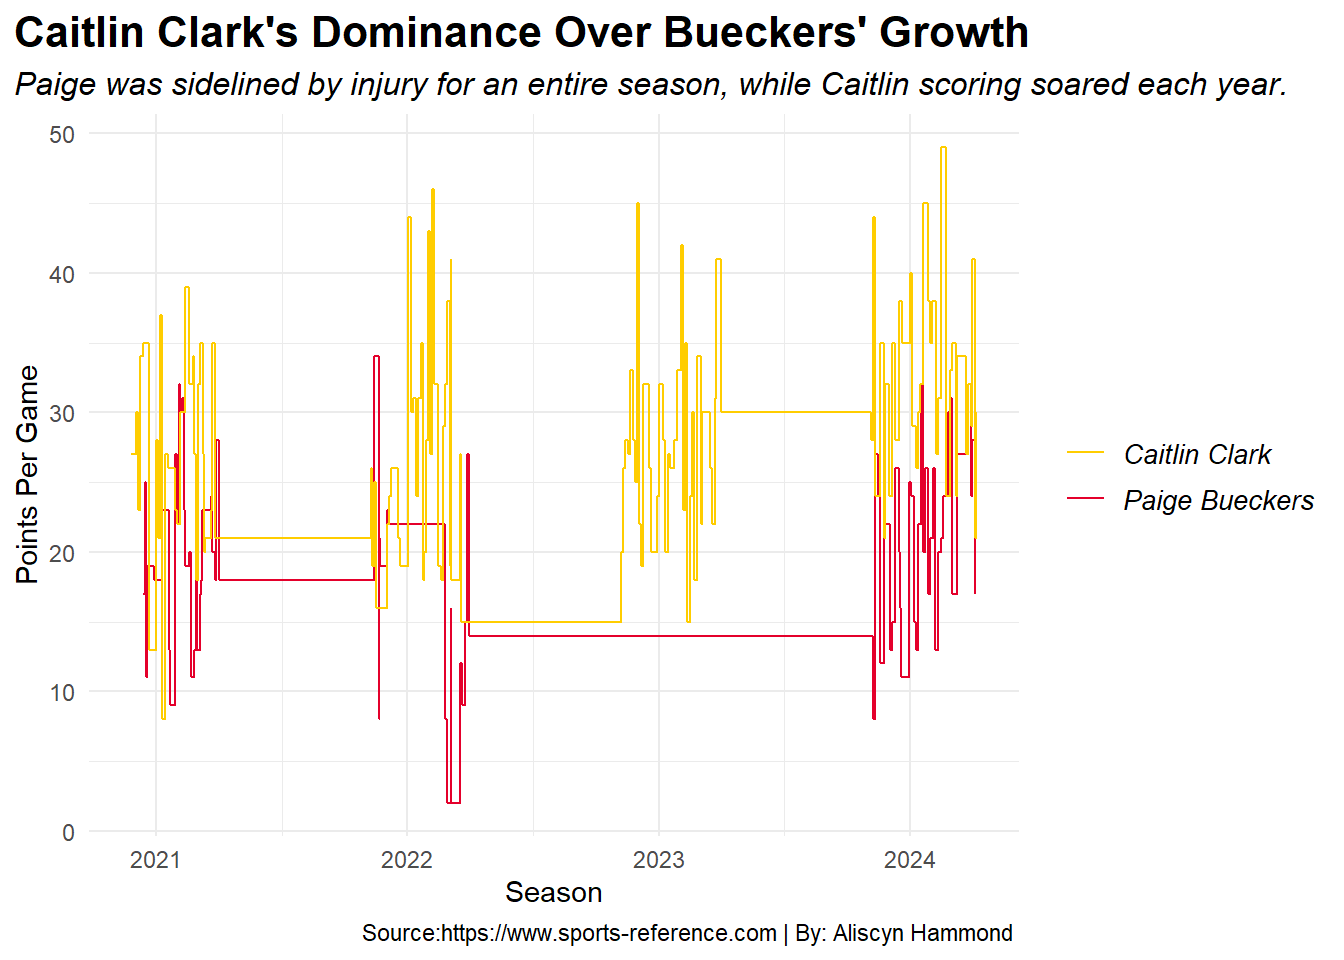 Caitlin Clark's Dominance Over Bueckers' Growth
Paige was sidelined by injury for an entire season, while Caitlin scoring soared each year.
50
40
30
20
10
0
Points Per Game
2021 2022 2023 2024
Season
Caitlin Clark
Paige Bueckers
Source:https://www.sports-reference.com | By: Aliscyn Hammond